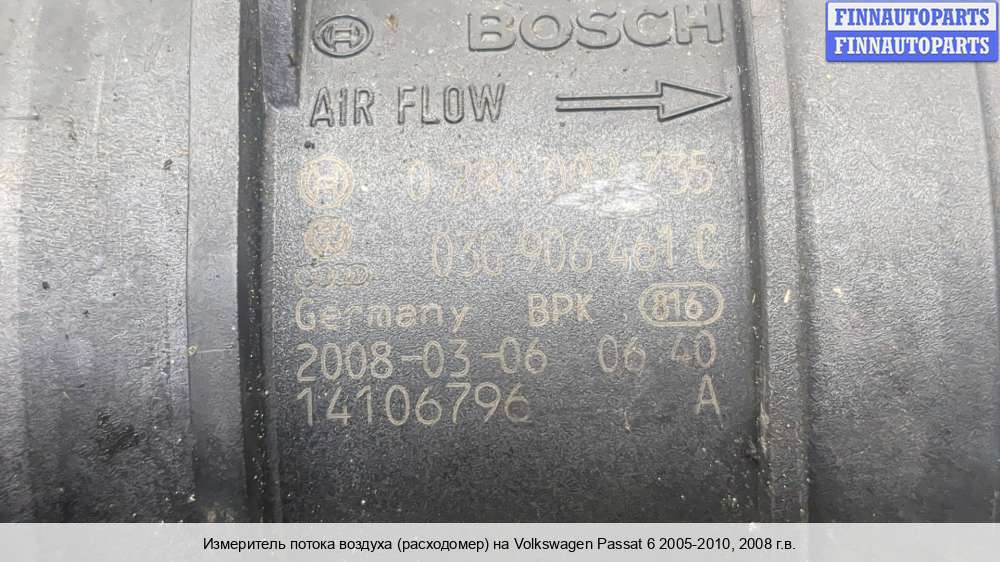 FINNAUTOPARTS
FINNAUTOPARTS
BOSCH
AIR FLOW
0 281 735
03G 906 461 C
Germany BPK 816
2008-03-06 06 40
14106796 A
Измеритель потока воздуха (расходомер) на Volkswagen Passat 6 2005-2010, 2008 г.в.